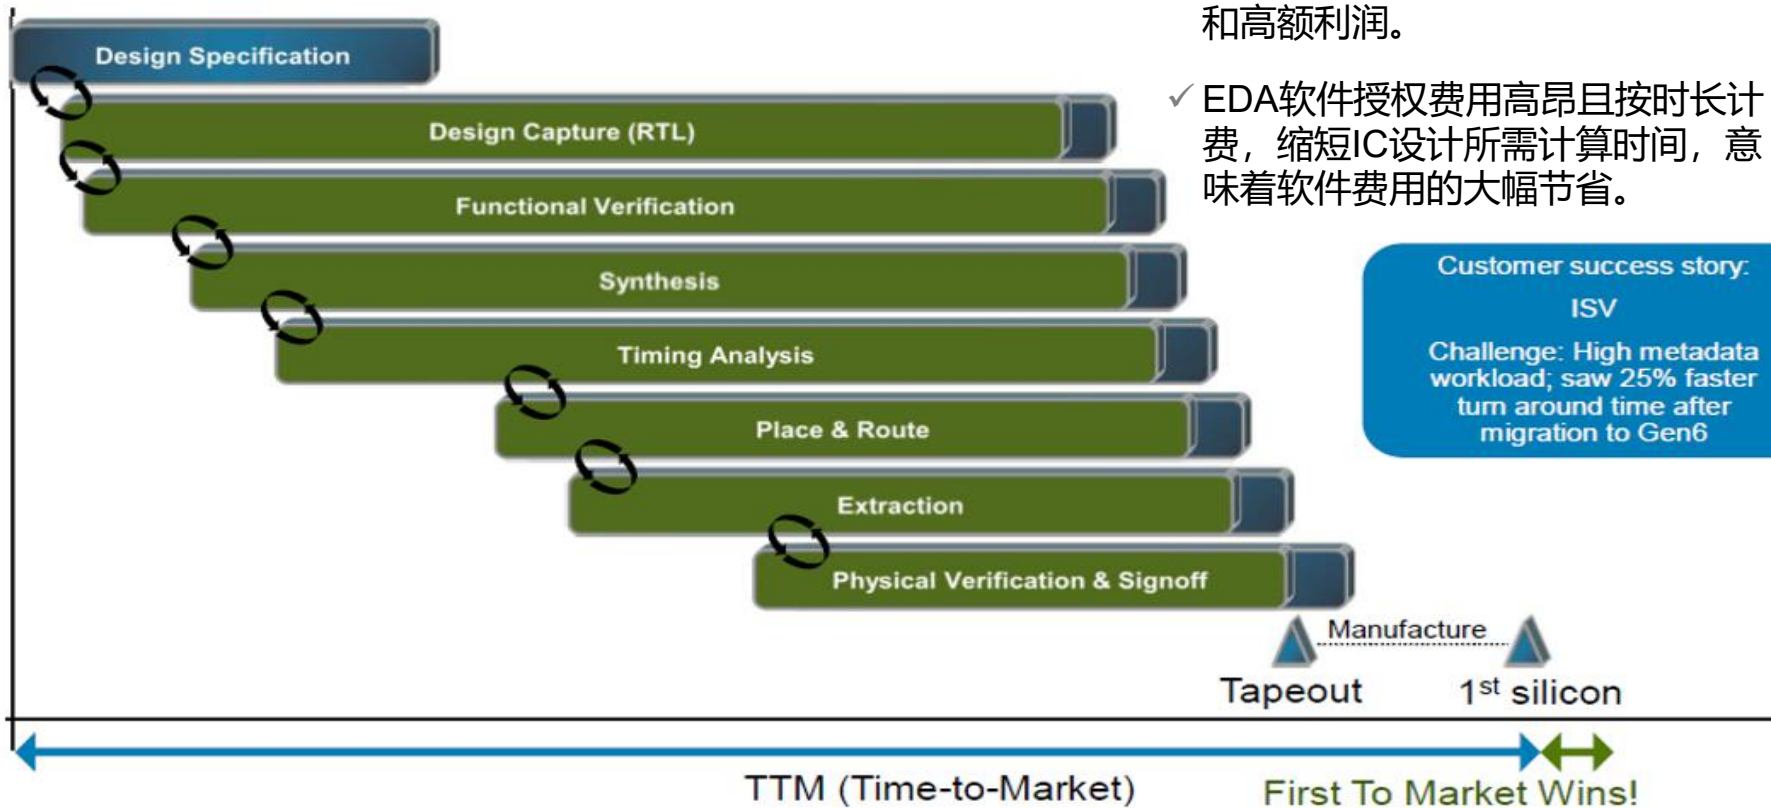 和高额利润。
EDA软件授权费用高昂且按时长计
费，缩短IC设计所需计算时间，意
味着软件费用的大幅节省。
Design Specification
Design Capture (RTL)
Functional Verification
Synthesis
Timing Analysis
Place & Route
Extraction
Physical Verification & Signoff
Customer success story:
ISV
Challenge: High metadata
workload; saw 25% faster
turn around time after
migration to Gen6
Manufacture
Tapeout
1st silicon
TTM (Time-to-Market)
First To Market Wins!